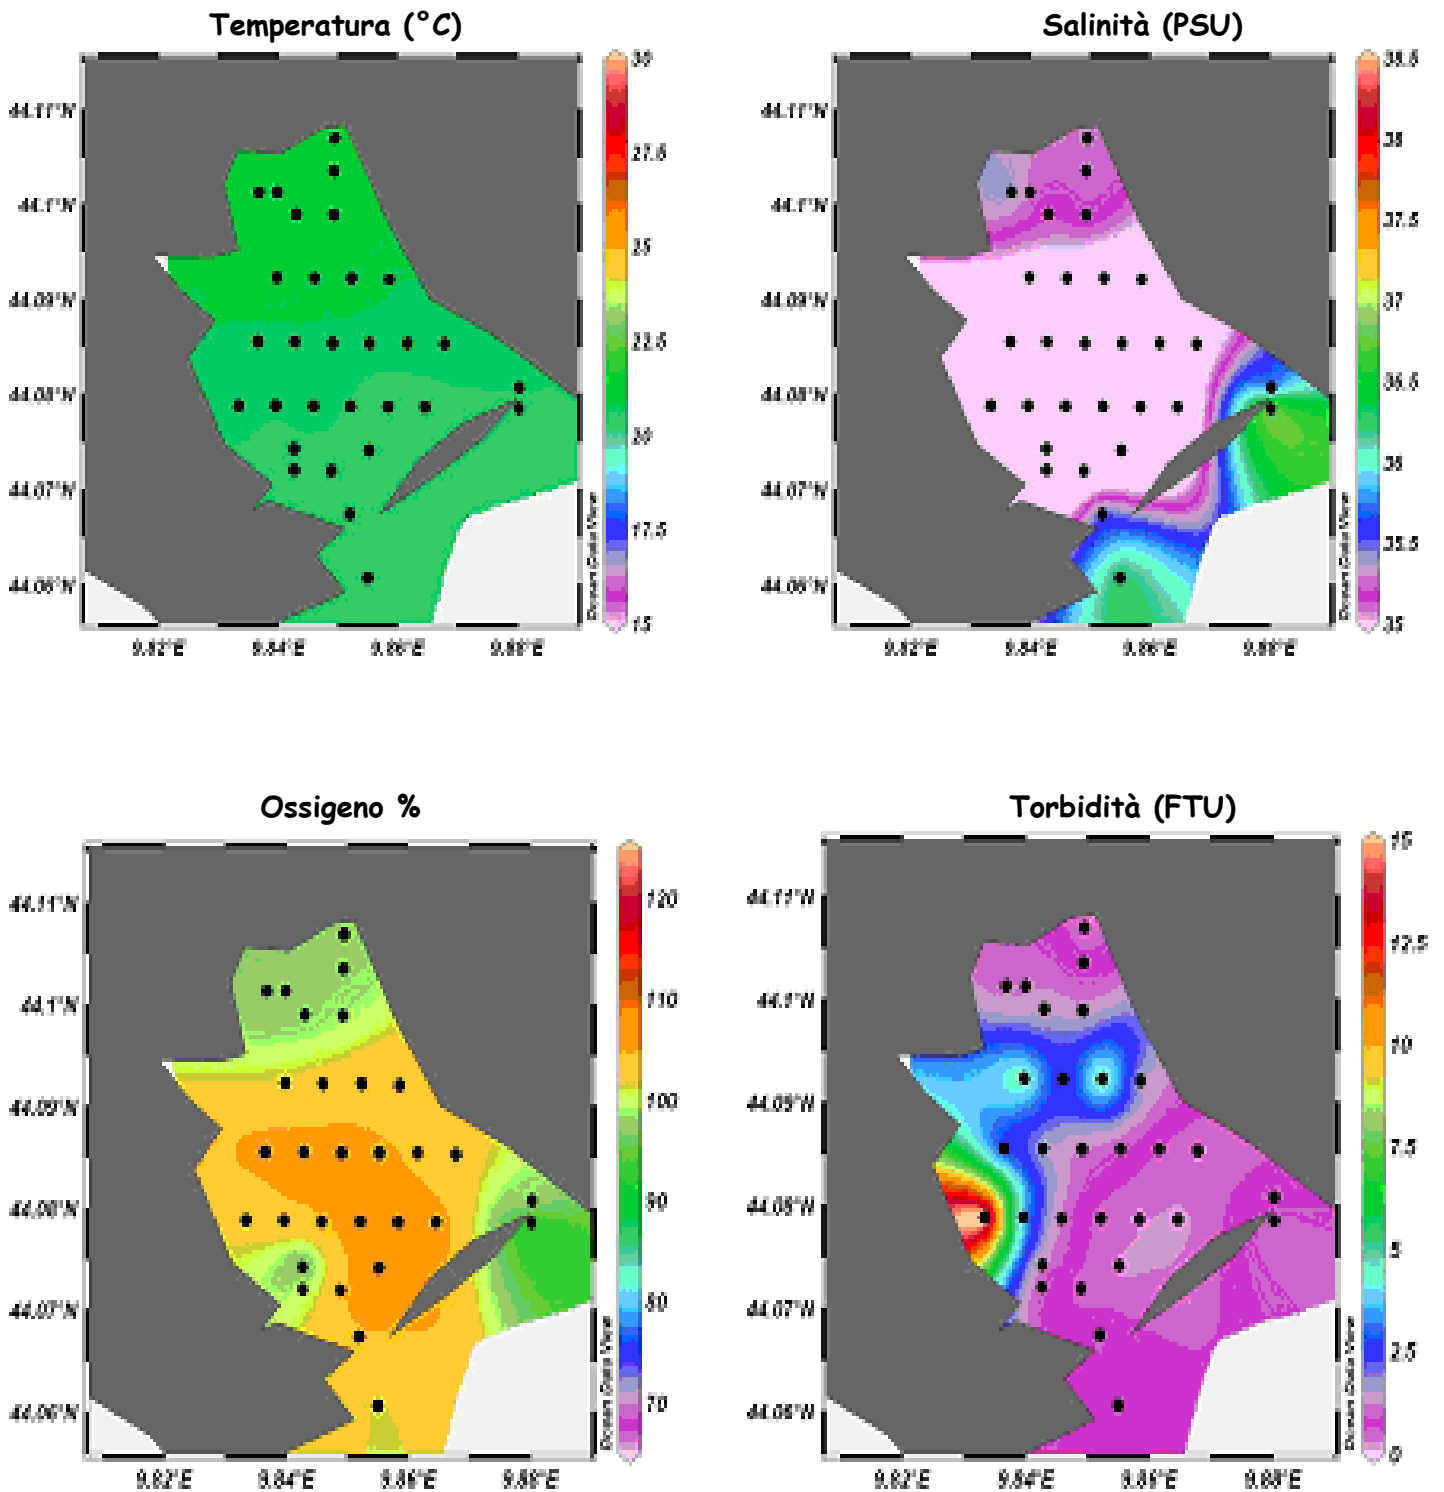 Temperatura (°C)
Salinità (PSU)
44.11°N
44.1°N
44.09°N
44.08°N
44.07°N
44.06°N
9.82°E 9.84°E 9.86°E 9.88°E
30
27.5
25
22.5
20
17.5
15
Ocean Data View
44.11°N
44.1°N
44.09°N
44.08°N
44.07°N
44.06°N
9.82°E 9.84°E 9.86°E 9.88°E
38.5
38
37.5
37
36.5
36
35.5
35
Ocean Data View
Ossigeno %
Torbidità (FTU)
44.11°N
44.1°N
44.09°N
44.08°N
44.07°N
44.06°N
9.82°E 9.84°E 9.86°E 9.88°E
120
110
100
90
80
70
Ocean Data View
44.11°N
44.1°N
44.09°N
44.08°N
44.07°N
44.06°N
9.82°E 9.84°E 9.86°E 9.88°E
15
12.5
10
7.5
5
2.5
0
Ocean Data View